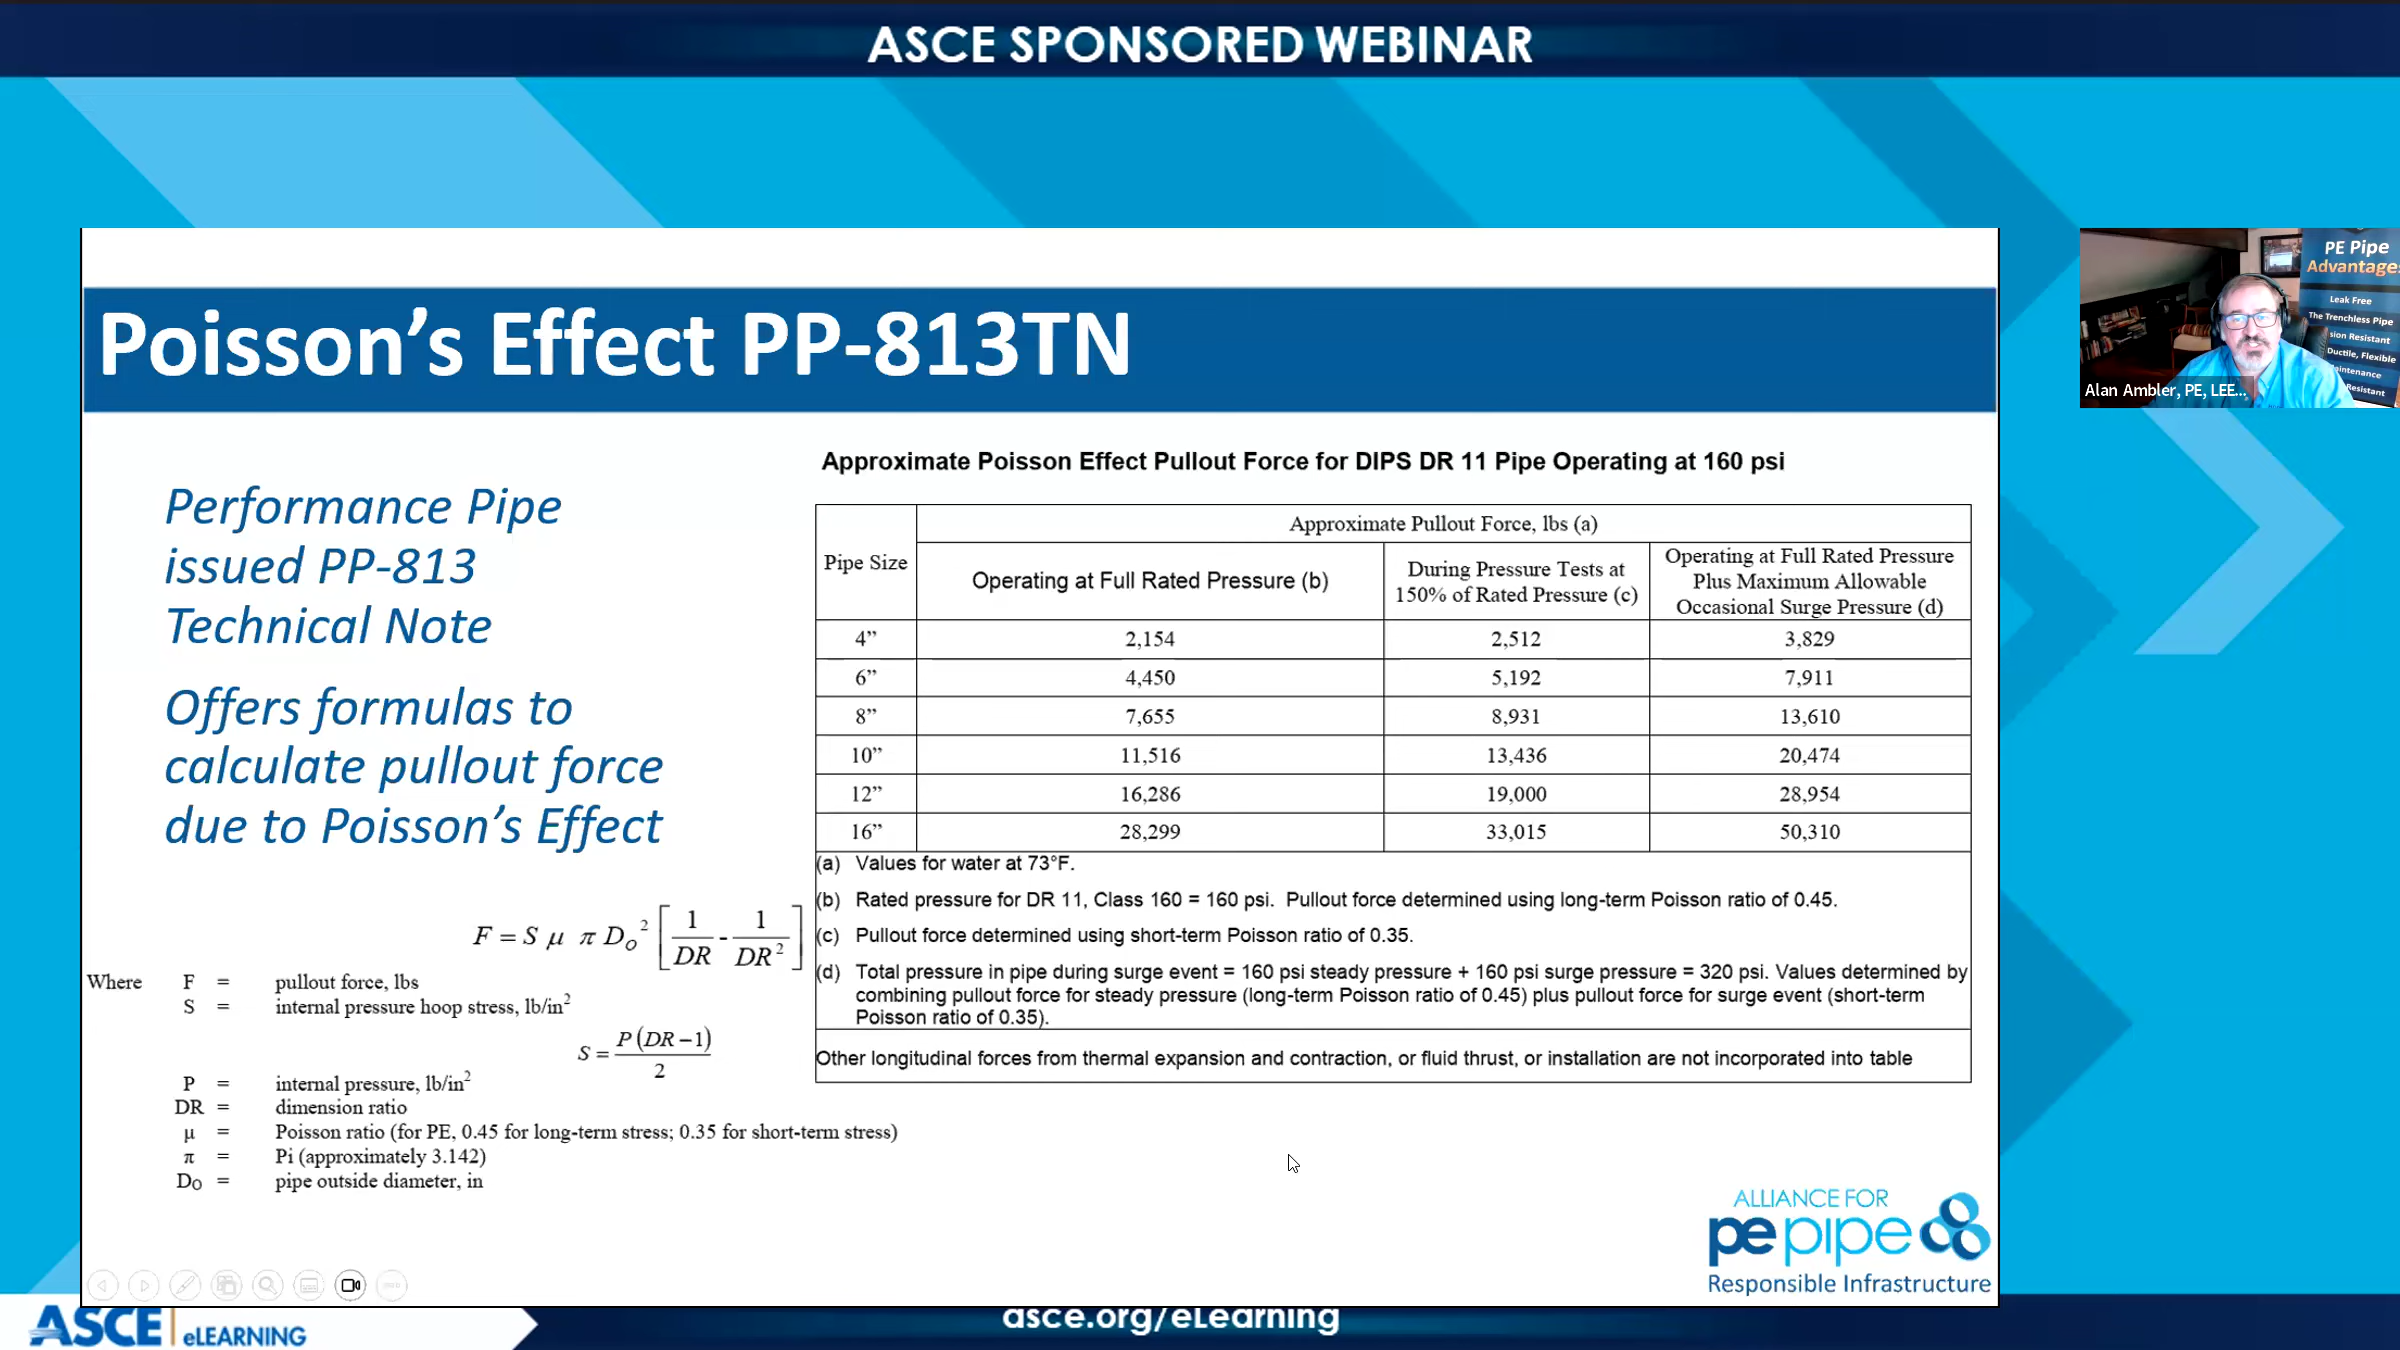 ASCE SPONSORED WEBINAR
Poisson's Effect PP-813TN
Performance Pipe
issued PP-813
Technical Note
Offers formulas to
calculate pullout force
due to Poisson's Effect
F = S μ π D_O² [1/DR - 1/DR²]
Where F = pullout force, lbs
S = internal pressure hoop stress, lb/in²
S = P(DR – 1)/2
P = internal pressure, lb/in²
DR = dimension ratio
μ = Poisson ratio (for PE, 0.45 for long-term stress; 0.35 for short-term stress)
π = Pi (approximately 3.142)
D_O = pipe outside diameter, in
Approximate Poisson Effect Pullout Force for DIPS DR 11 Pipe Operating at 160 psi
Pipe Size
Approximate Pullout Force, lbs (a)
Operating at Full Rated Pressure (b)
During Pressure Tests at
150% of Rated Pressure (c)
Operating at Full Rated Pressure
Plus Maximum Allowable
Occasional Surge Pressure (d)
4” 2,154 2,512 3,829
6” 4,450 5,192 7,911
8” 7,655 8,931 13,610
10” 11,516 13,436 20,474
12” 16,286 19,000 28,954
16” 28,299 33,015 50,310
(a) Values for water at 73°F.
(b) Rated pressure for DR 11, Class 160 = 160 psi. Pullout force determined using long-term Poisson ratio of 0.45.
(c) Pullout force determined using short-term Poisson ratio of 0.35.
(d) Total pressure in pipe during surge event = 160 psi steady pressure + 160 psi surge pressure = 320 psi. Values determined by
combining pullout force for steady pressure (long-term Poisson ratio of 0.45) plus pullout force for surge event (short-term
Poisson ratio of 0.35).
Other longitudinal forces from thermal expansion and contraction, or fluid thrust, or installation are not incorporated into table
ALLIANCE FOR
pepipe
Responsible Infrastructure
PE Pipe
Advantage
Leak Free
The Trenchless Pipe
sion Resistant
Ductile, Flexible
aintenance
Resistant
Alan Ambler, PE, LEE...
ASCE eLEARNING
asce.org/eLearning